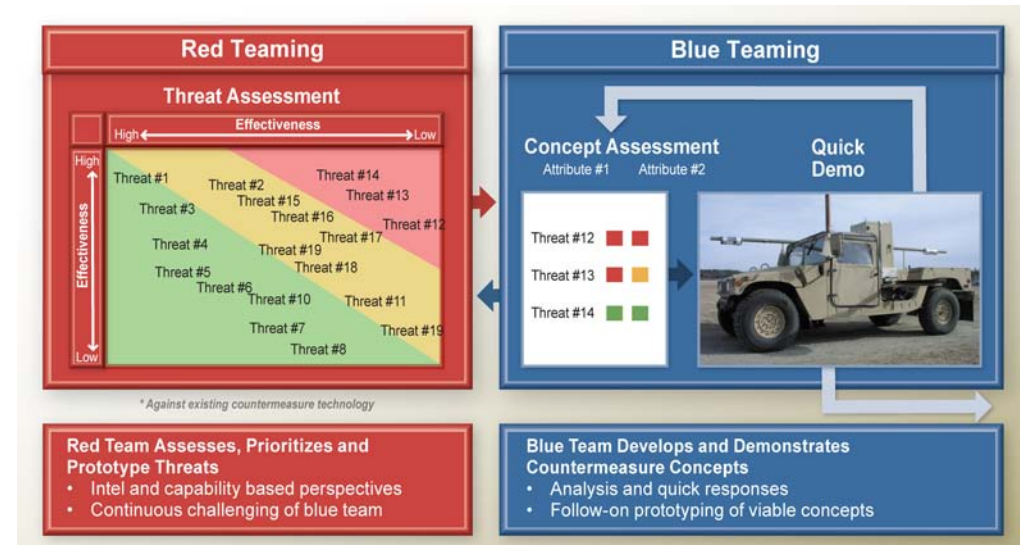 Red Teaming
Threat Assessment
Effectiveness
High
Low
High
Effectiveness
Low
Threat #1
Threat #2
Threat #14
Threat #3
Threat #15
Threat #13
Threat #16
Threat #12
Threat #4
Threat #19
Threat #17
Threat #5
Threat #18
Threat #6
Threat #10
Threat #11
Threat #7
Threat #19
Threat #8
* Against existing countermeasure technology
Red Team Assesses, Prioritizes and
Prototype Threats
• Intel and capability based perspectives
• Continuous challenging of blue team
Blue Teaming
Concept Assessment
Attribute #1 Attribute #2
Quick
Demo
Threat #12
Threat #13
Threat #14
Blue Team Develops and Demonstrates
Countermeasure Concepts
• Analysis and quick responses
• Follow-on prototyping of viable concepts